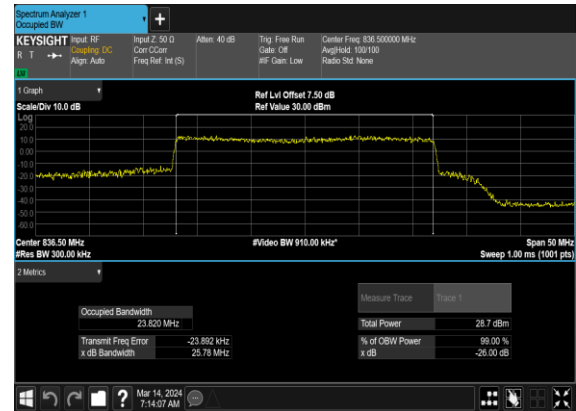 Spectrum Analyzer 1
Occupied BW
KEYSIGHT Input: RF Input Z: 50 Ω Atten: 40 dB Trig: Free Run Center Freq: 836.500000 MHz
R T Coupling: DC Corr CCorr Gate: Off Avg|Hold: 100/100
Align: Auto Freq Ref: Int (S) #IF Gain: Low Radio Std: None
1 Graph
Ref Lvl Offset 7.50 dB
Scale/Div 10.0 dB Ref Value 30.00 dBm
Log
20.0
10.0
0.00
-10.0
-20.0
-30.0
-40.0
-50.0
-60.0
Center 836.50 MHz #Video BW 910.00 kHz* Span 50 MHz
#Res BW 300.00 kHz Sweep 1.00 ms (1001 pts)
2 Metrics
Measure Trace Trace 1
Occupied Bandwidth
23.820 MHz Total Power 28.7 dBm
Transmit Freq Error -23.892 kHz % of OBW Power 99.00 %
x dB Bandwidth 25.78 MHz x dB -26.00 dB
? Mar 14, 2024
7:14:07 AM